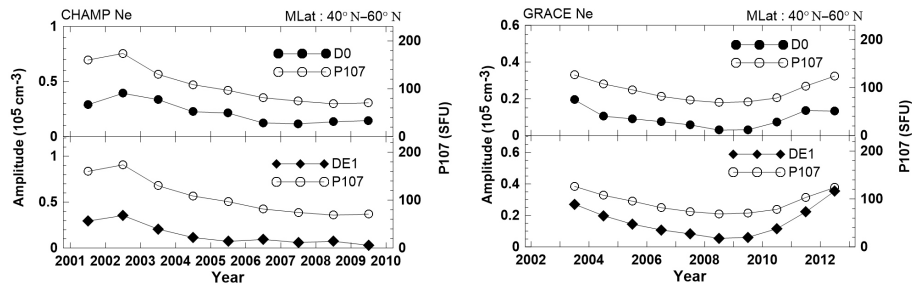 CHAMP Ne MLat : 40° N–60° N
1
0.5
0
Amplitude (10⁵ cm-3)
D0
P107
200
100
0
P107 (SFU)
1
0.5
0
DE1
P107
200
100
0
2001 2002 2003 2004 2005 2006 2007 2008 2009 2010
Year
GRACE Ne MLat : 40° N–60° N
0.6
0.4
0.2
0
Amplitude (10⁵ cm-3)
D0
P107
200
100
0
P107 (SFU)
0.6
0.4
0.2
0
DE1
P107
200
100
0
2002 2004 2006 2008 2010 2012
Year